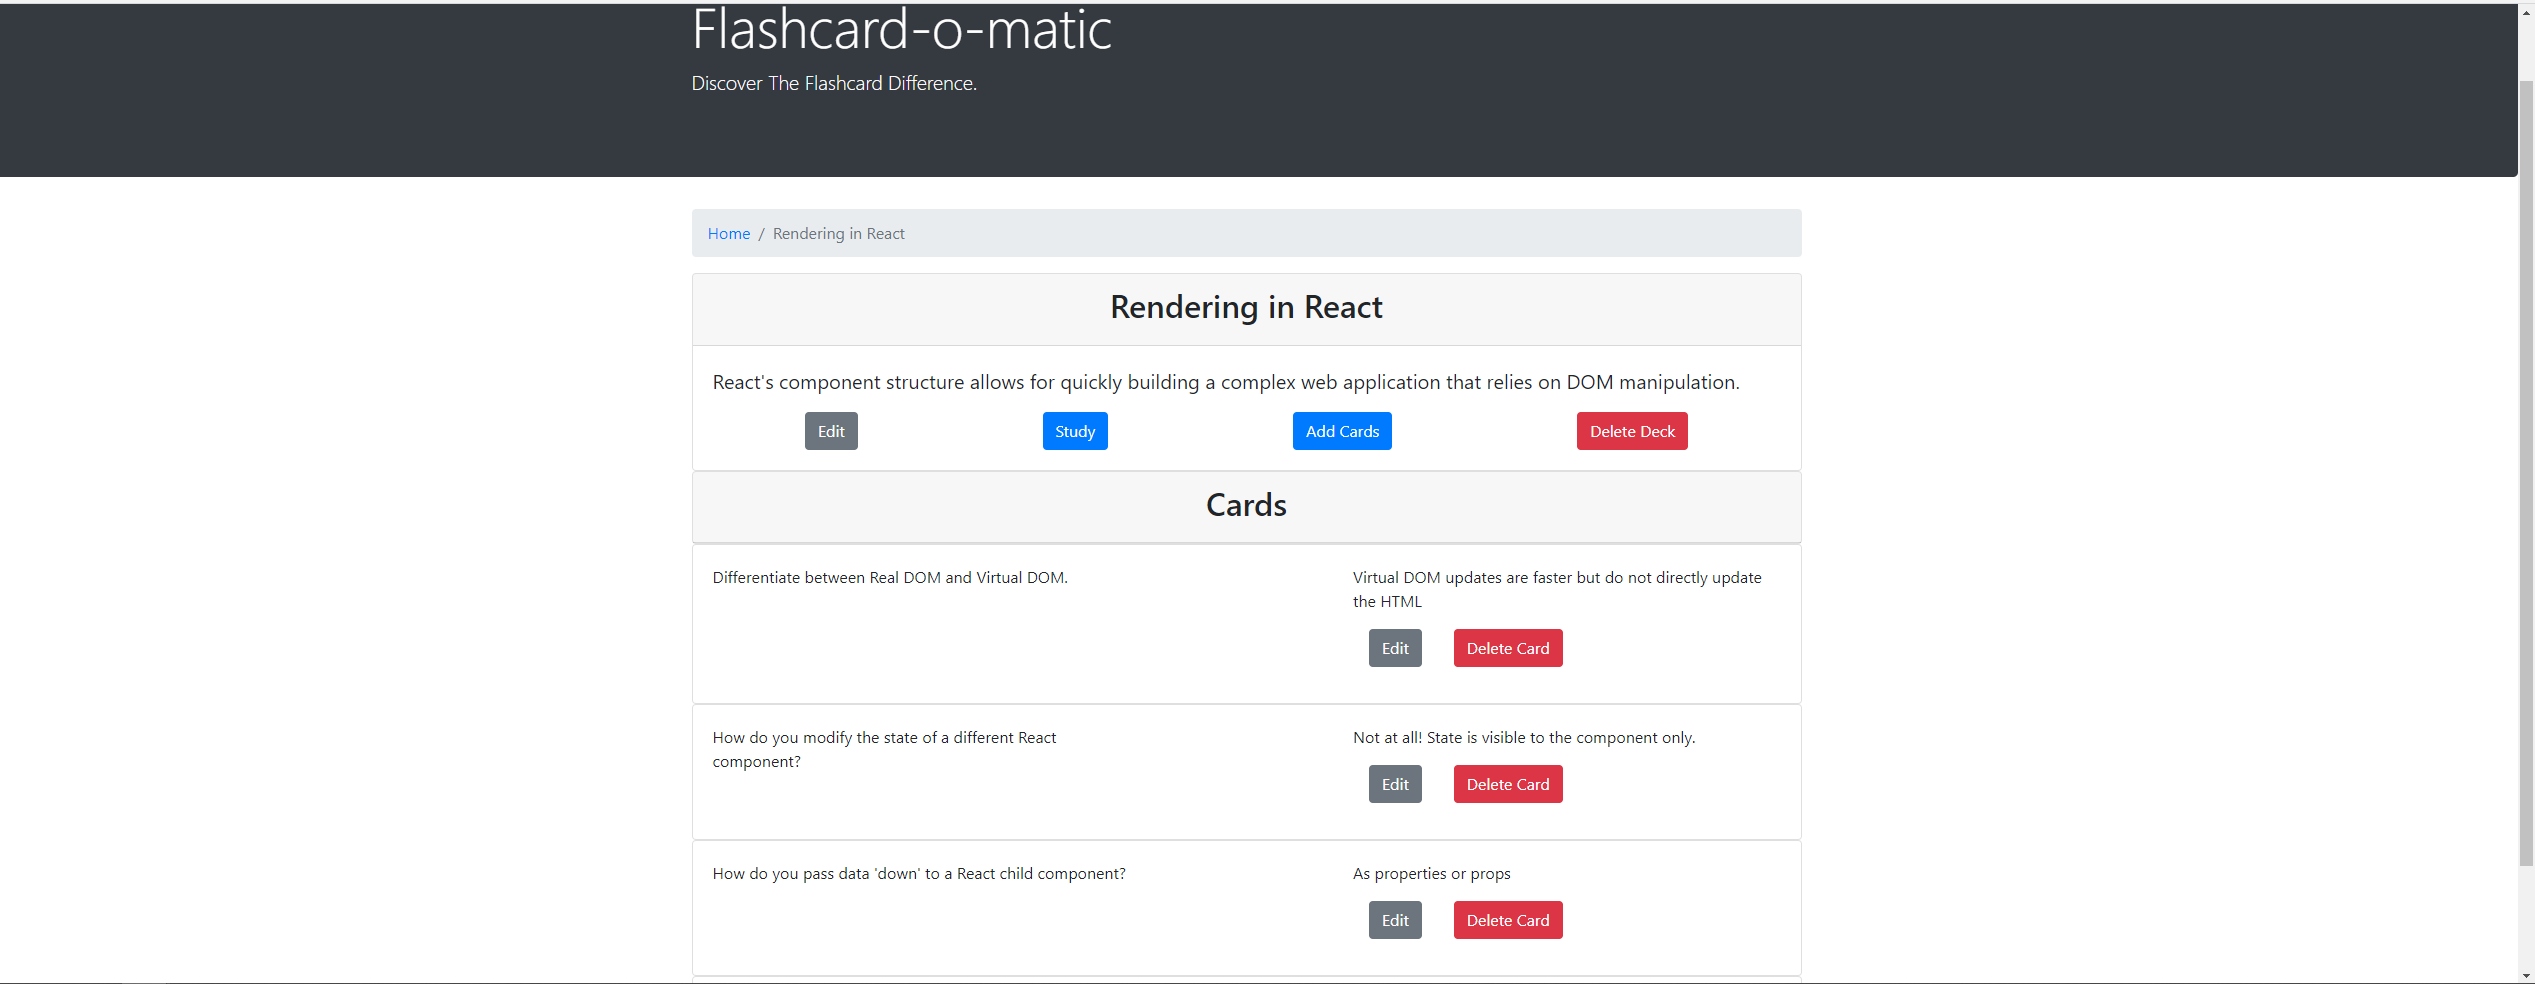 Flashcard-o-matic
Discover The Flashcard Difference.
Home / Rendering in React
Rendering in React
React's component structure allows for quickly building a complex web application that relies on DOM manipulation.
Edit Study Add Cards Delete Deck
Cards
Differentiate between Real DOM and Virtual DOM.
Virtual DOM updates are faster but do not directly update
the HTML
Edit Delete Card
How do you modify the state of a different React
component?
Not at all! State is visible to the component only.
Edit Delete Card
How do you pass data 'down' to a React child component?
As properties or props
Edit Delete Card